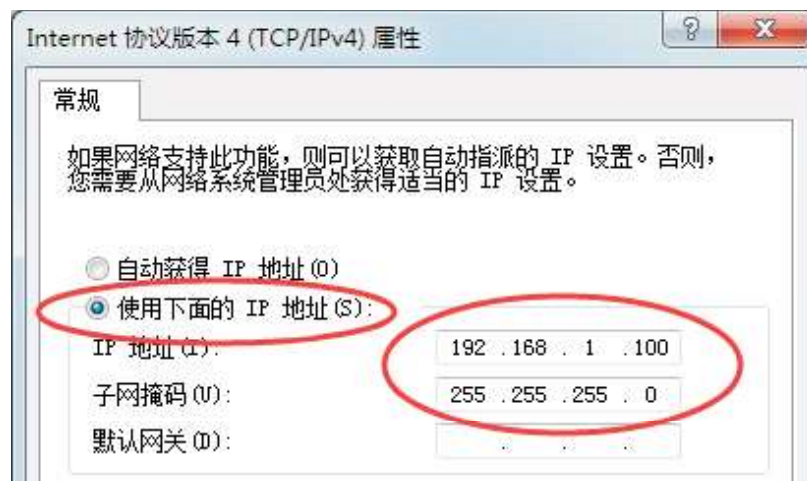 Internet 协议版本 4 (TCP/IPv4) 属性
常规
如果网络支持此功能，则可以获取自动指派的 IP 设置。否则，
您需要从网络系统管理员处获得适当的 IP 设置。
自动获得 IP 地址(O)
使用下面的 IP 地址(S):
IP 地址(I): 192 .168 . 1 .100
子网掩码(U): 255 .255 .255 . 0
默认网关(D): . . .